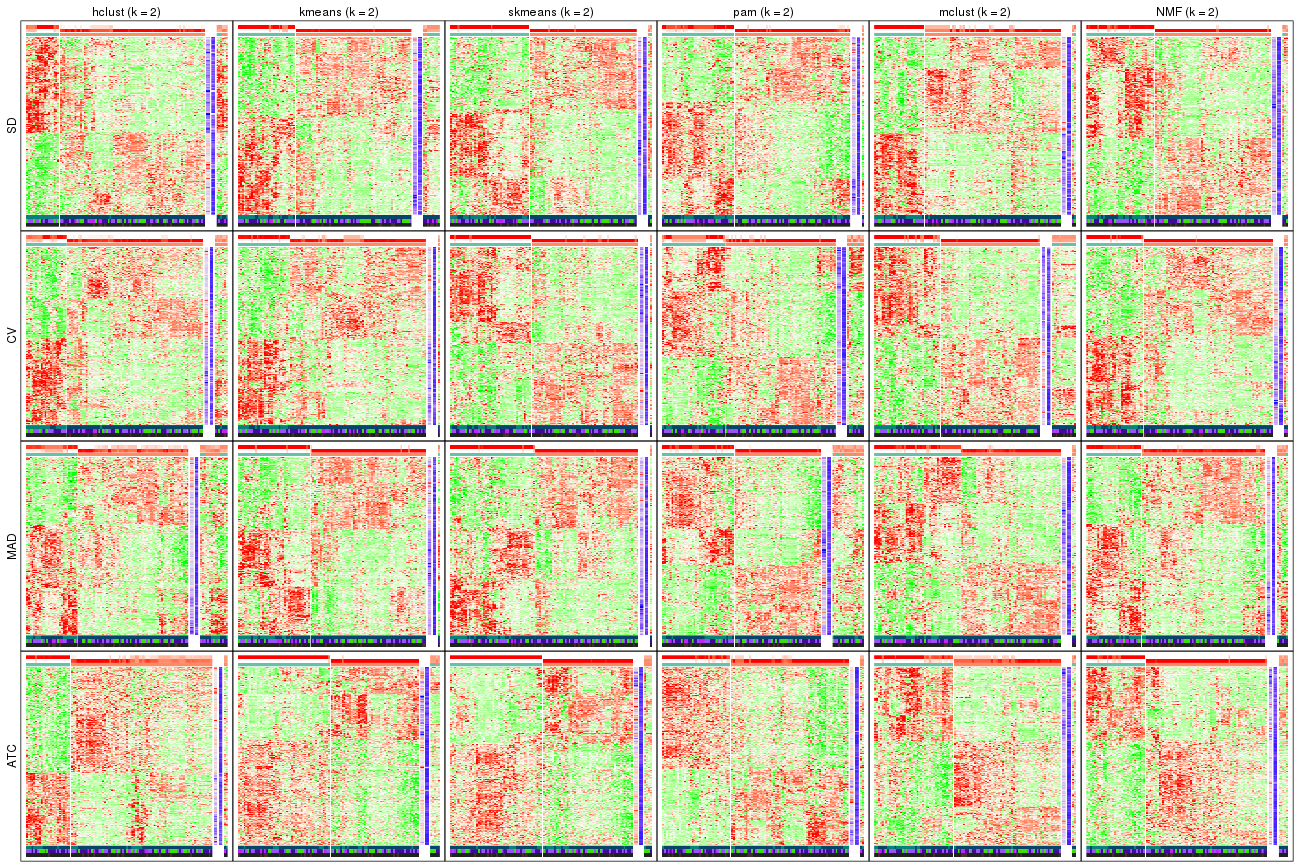 hclust (k = 2) kmeans (k = 2) skmeans (k = 2) pam (k = 2) mclust (k = 2) NMF (k = 2)
SD
CV
MAD
ATC